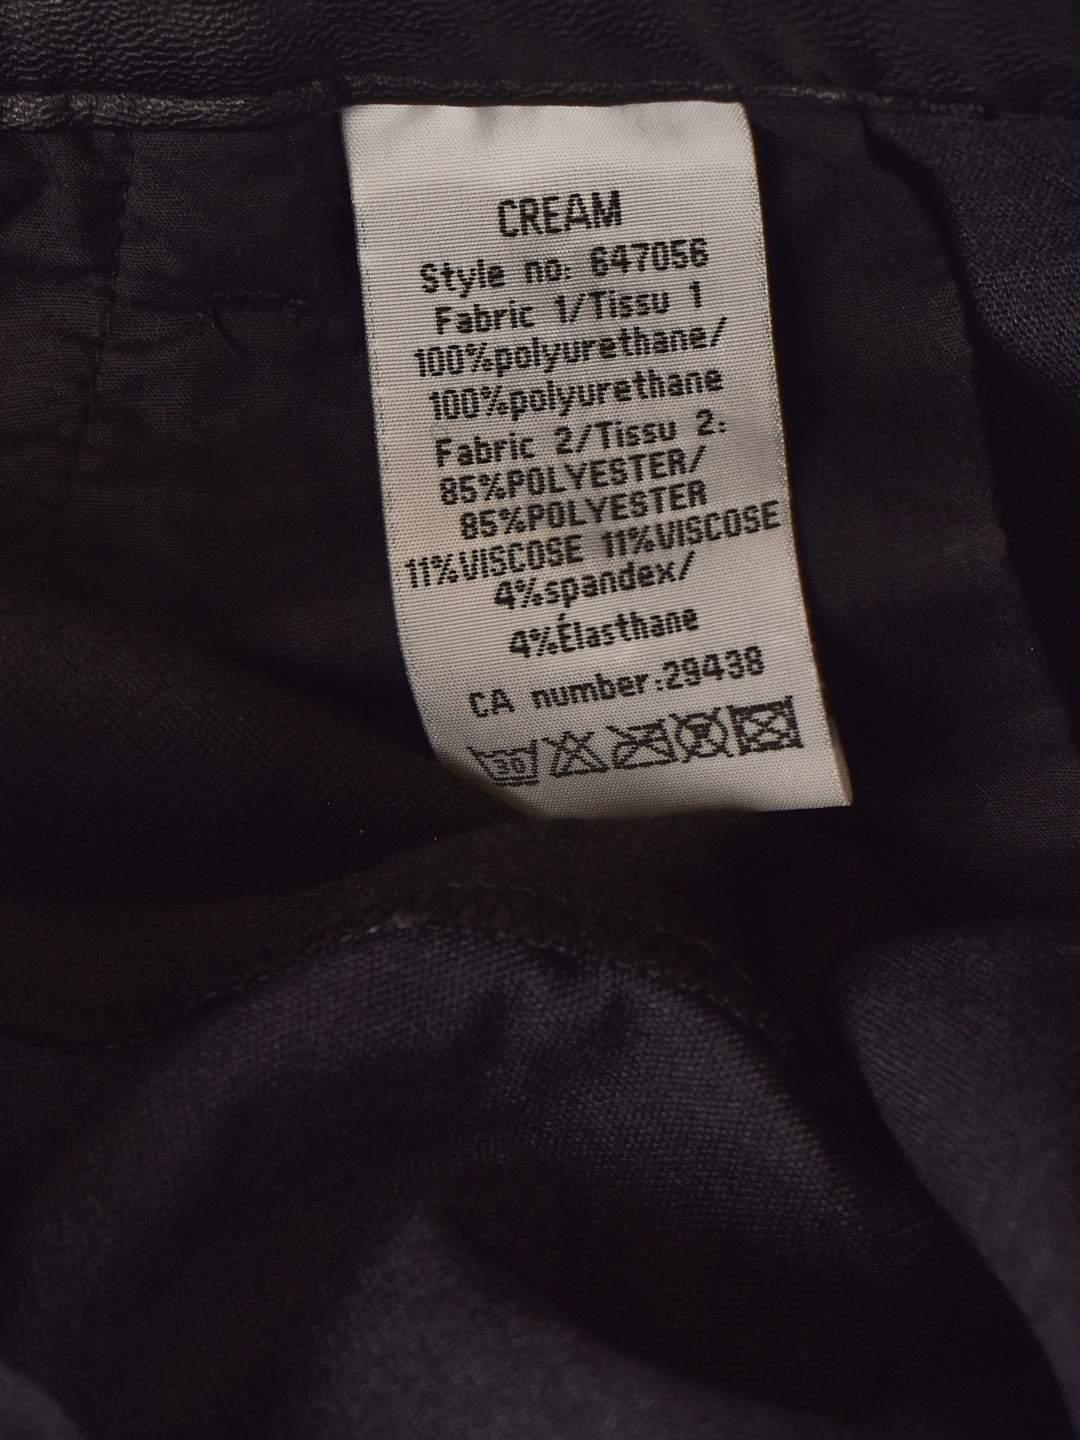 CREAM
Style no: 647056
Fabric 1/Tissu 1
100%polyurethane/
100%polyurethane
Fabric 2/Tissu 2:
85%POLYESTER/
85%POLYESTER
11%VISCOSE 11%VISCOSE
4%spandex/
4%Élasthane
CA number:29438
30